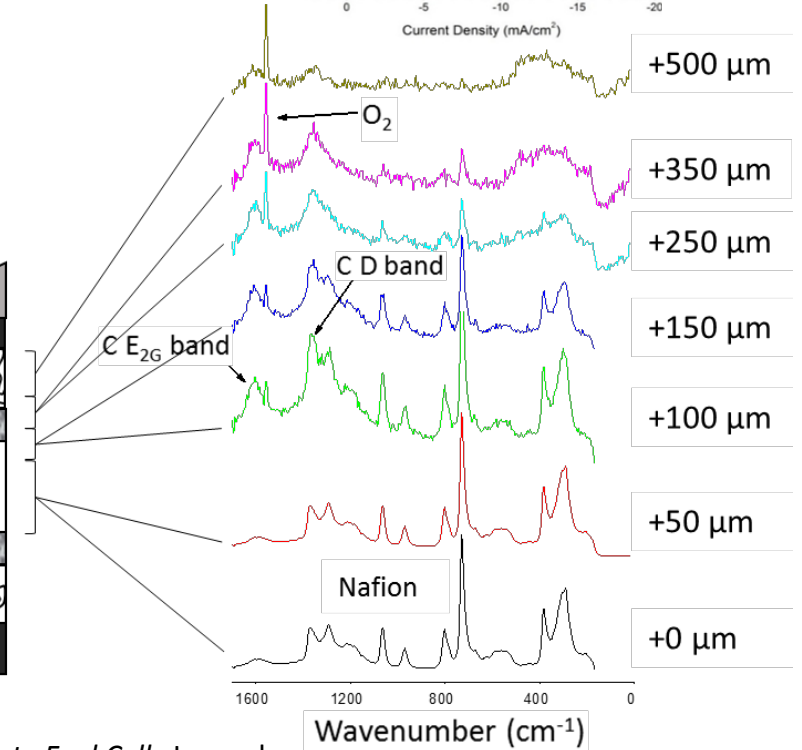 0 -5 -10 -15 -20
Current Density (mA/cm²)
+500 µm
O₂
+350 µm
+250 µm
C D band
+150 µm
C E₂G band
+100 µm
+50 µm
Nafion
+0 µm
1600 1200 800 400 0
Wavenumber (cm⁻¹)